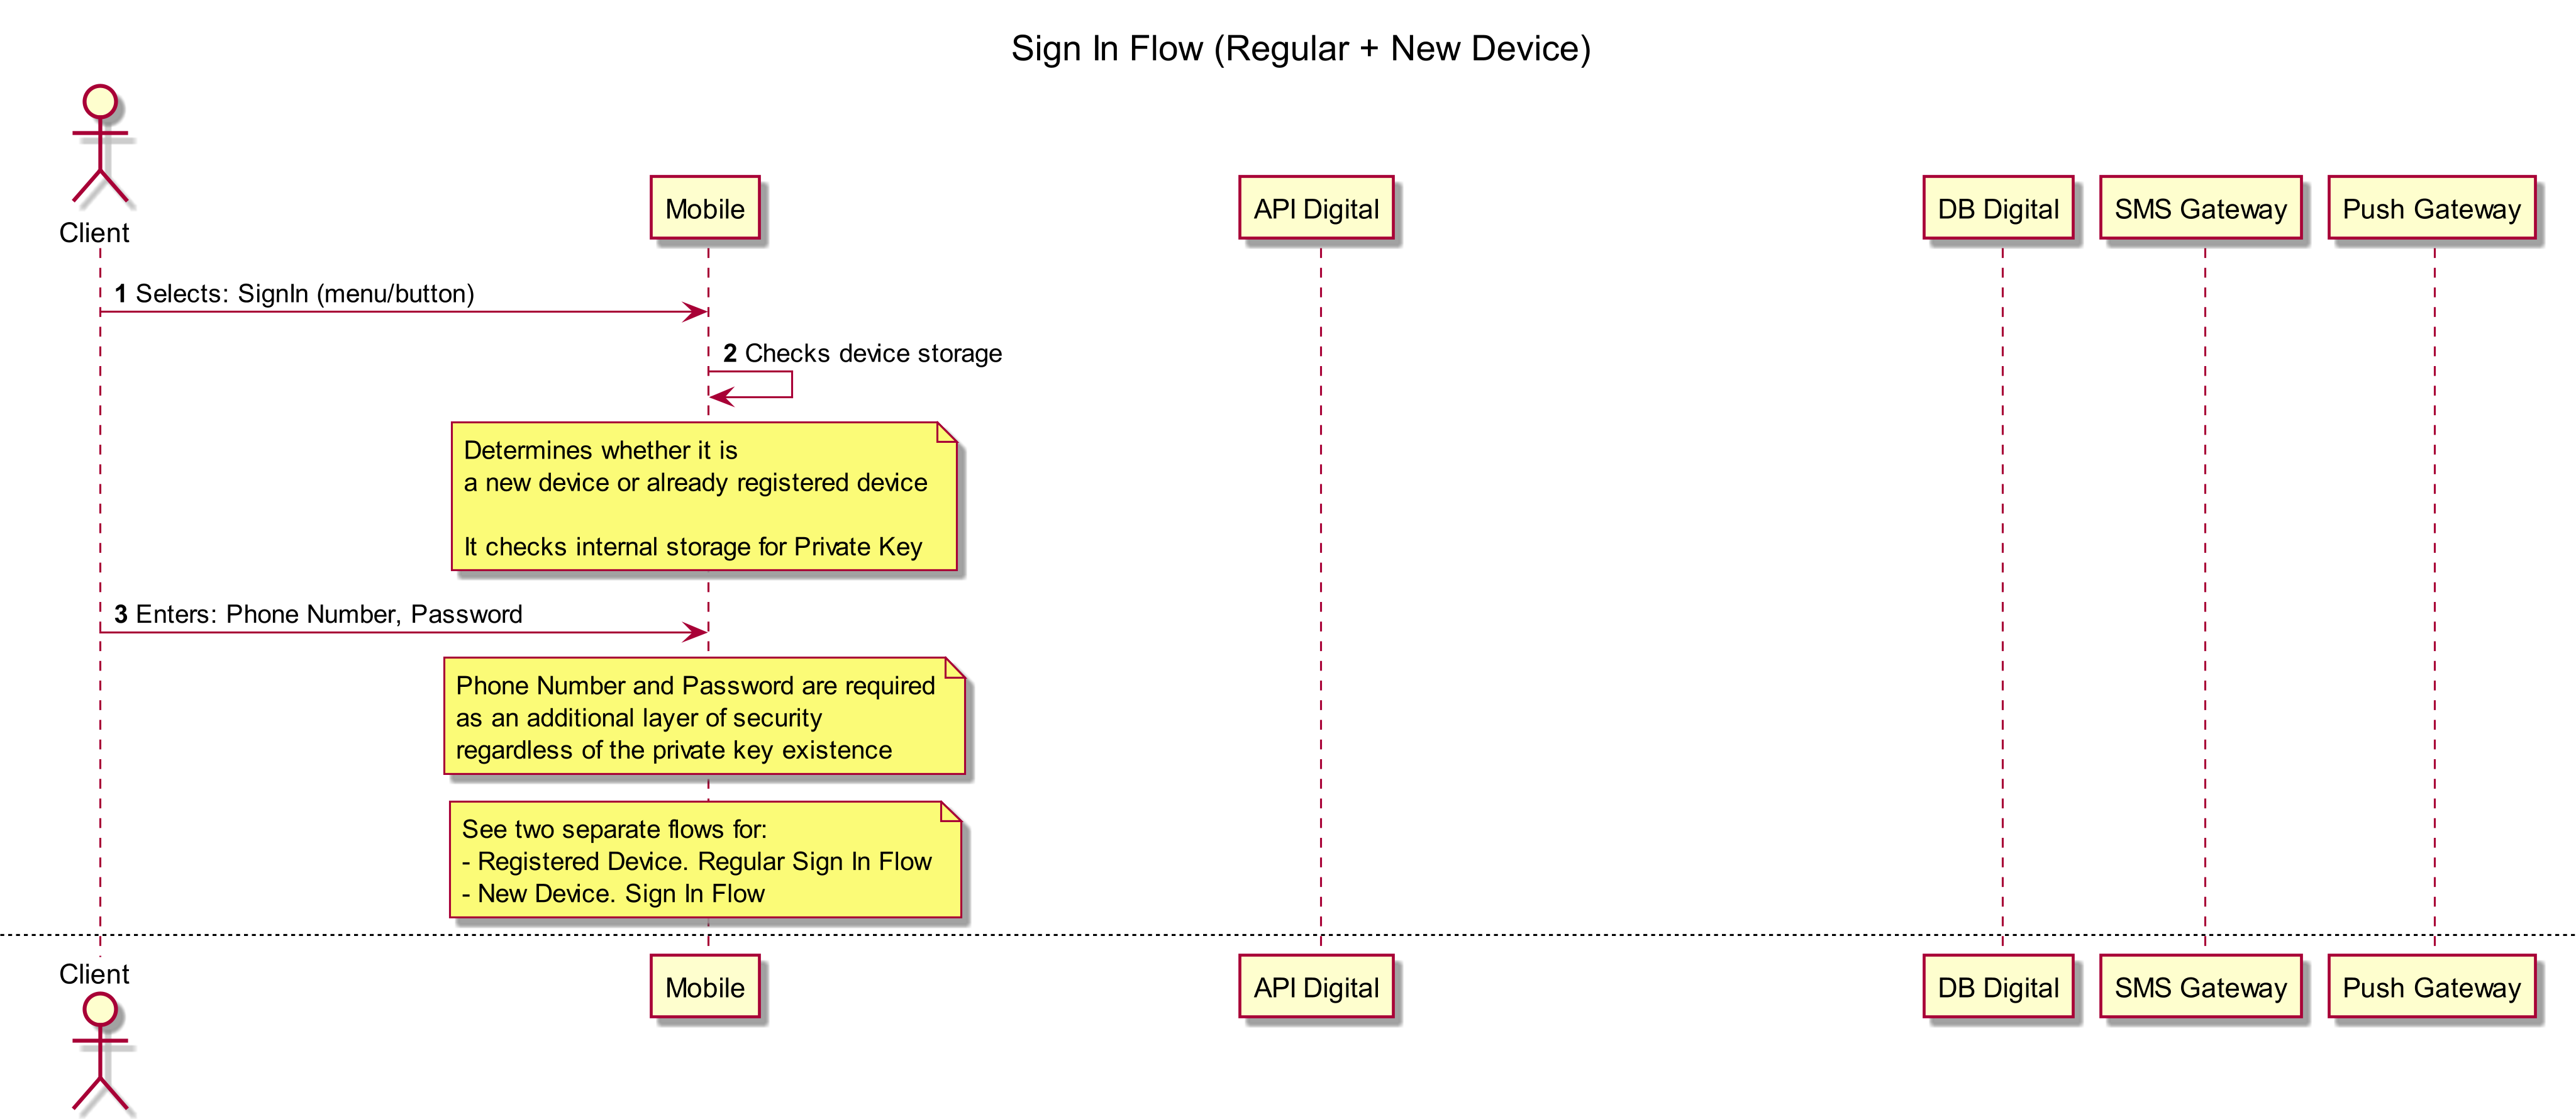 Sign In Flow (Regular + New Device)
Client
Mobile
API Digital
DB Digital
SMS Gateway
Push Gateway
1 Selects: SignIn (menu/button)
2 Checks device storage
Determines whether it is
a new device or already registered device
It checks internal storage for Private Key
3 Enters: Phone Number, Password
Phone Number and Password are required
as an additional layer of security
regardless of the private key existence
See two separate flows for:
- Registered Device. Regular Sign In Flow
- New Device. Sign In Flow
Client
Mobile
API Digital
DB Digital
SMS Gateway
Push Gateway